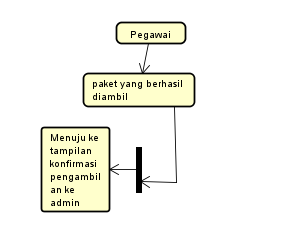 Pegawai
paket yang berhasil
diambil
Menuju ke
tampilan
konfirmasi
pengambil
an ke
admin